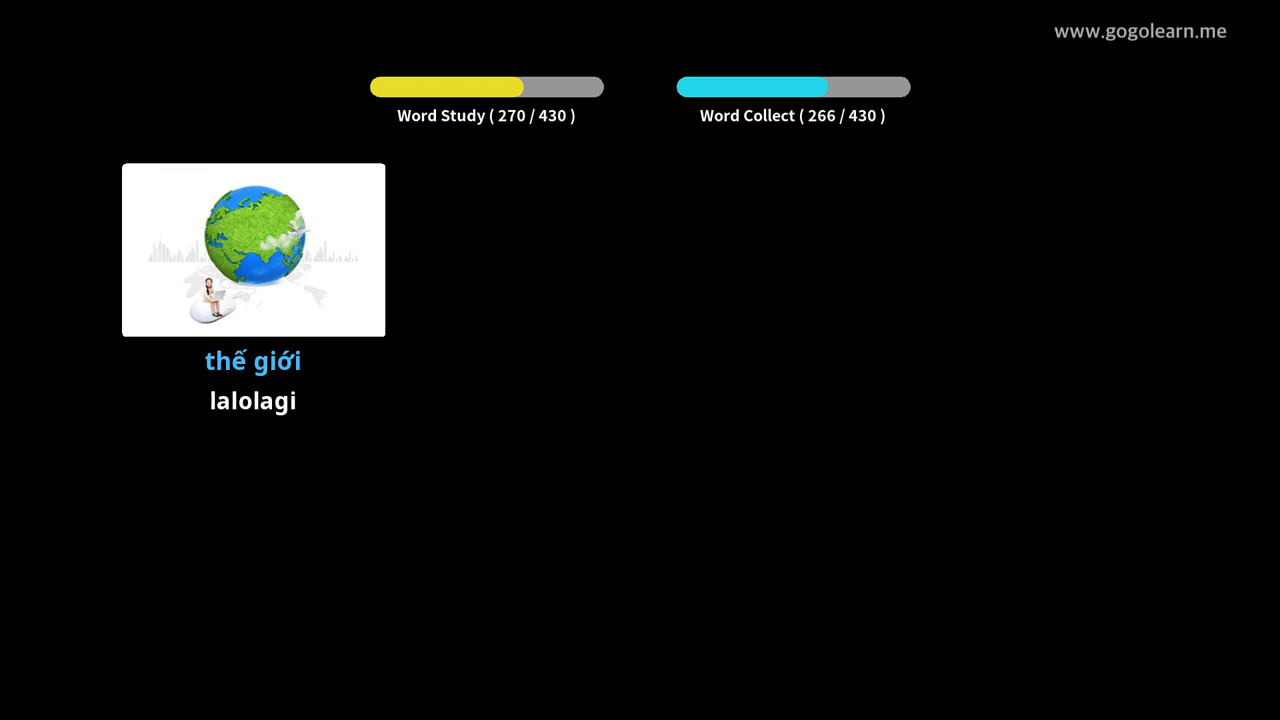 www.gogolearn.me
Word Study ( 270 / 430 )
Word Collect ( 266 / 430 )
thế giới
lalolagi